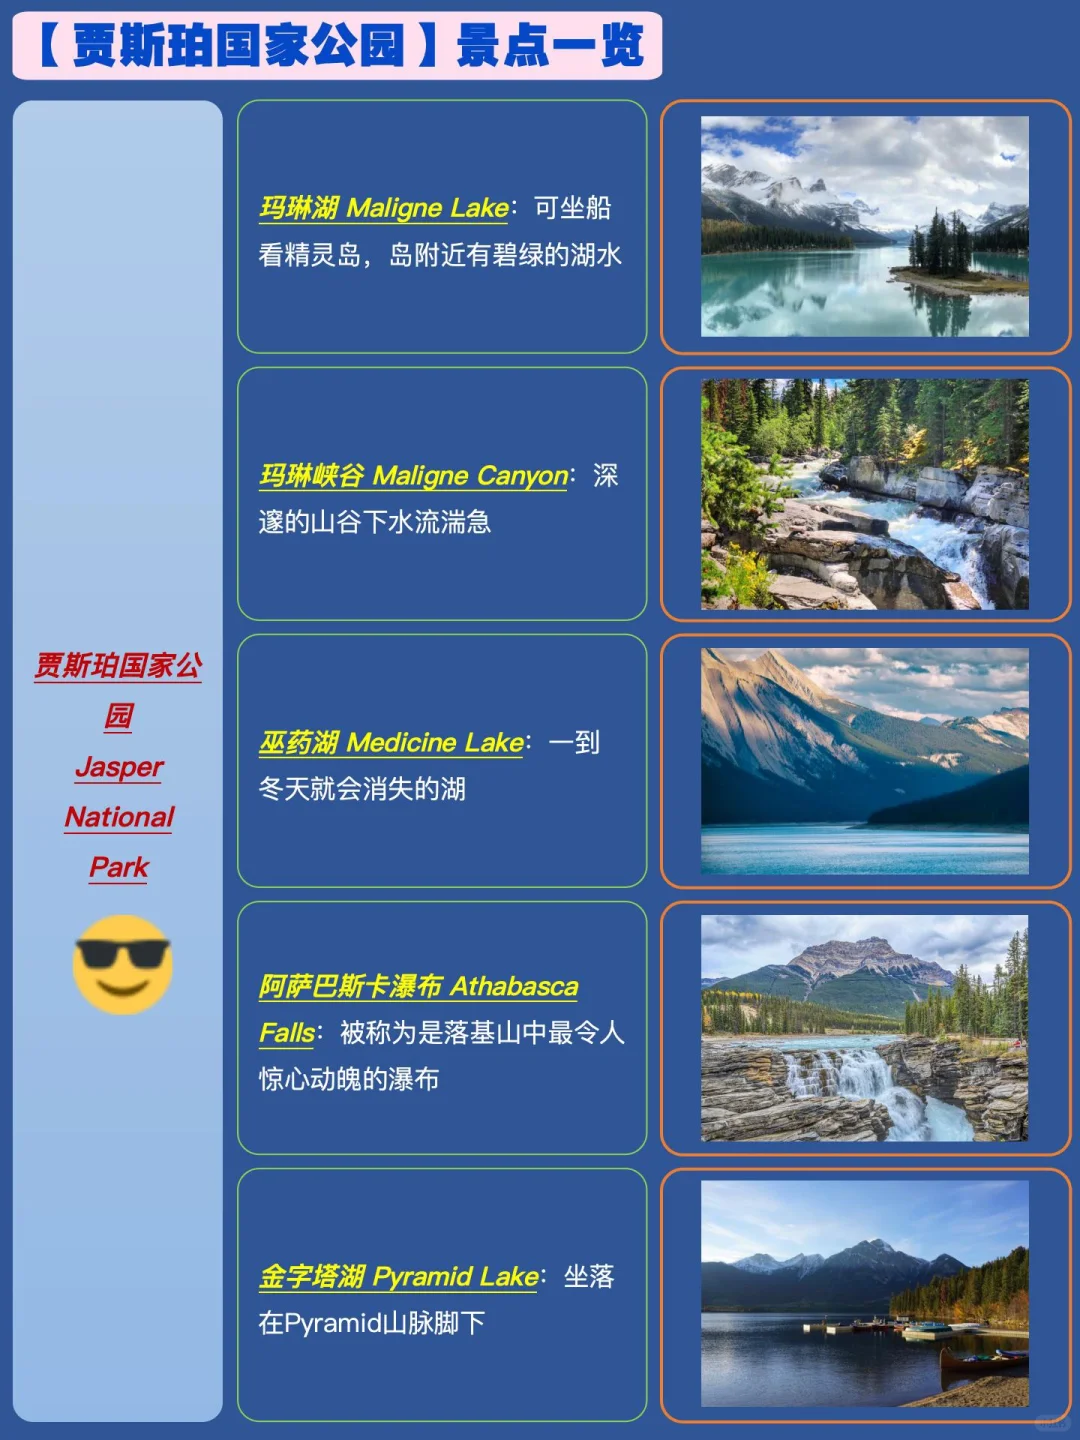 【贾斯珀国家公园】景点一览
贾斯珀国家公
园
Jasper
National
Park
玛琳湖 Maligne Lake：可坐船
看精灵岛，岛附近有碧绿的湖水
玛琳峡谷 Maligne Canyon：深
邃的山谷下水流湍急
巫药湖 Medicine Lake：一到
冬天就会消失的湖
阿萨巴斯卡瀑布 Athabasca
Falls：被称为是落基山中最令人
惊心动魄的瀑布
金字塔湖 Pyramid Lake：坐落
在Pyramid山脉脚下